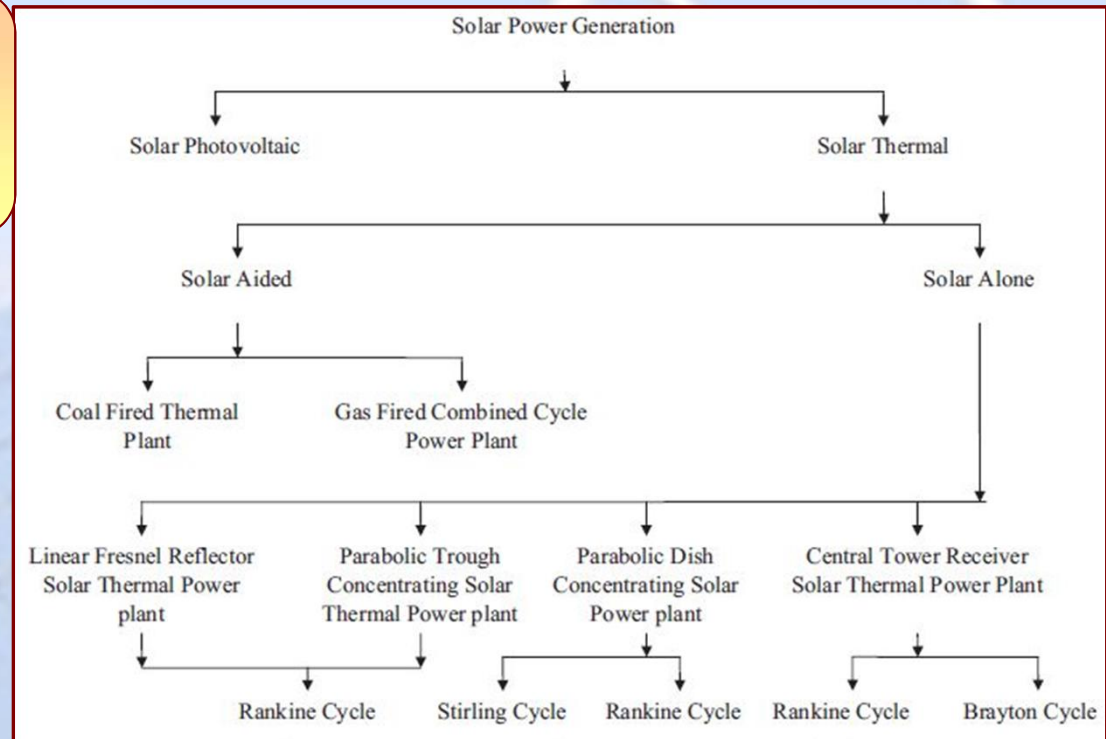 Solar Power Generation
Solar Photovoltaic
Solar Thermal
Solar Aided
Solar Alone
Coal Fired Thermal
Plant
Gas Fired Combined Cycle
Power Plant
Linear Fresnel Reflector
Solar Thermal Power
plant
Parabolic Trough
Concentrating Solar
Thermal Power plant
Parabolic Dish
Concentrating Solar
Power plant
Central Tower Receiver
Solar Thermal Power Plant
Rankine Cycle
Stirling Cycle
Rankine Cycle
Rankine Cycle
Brayton Cycle